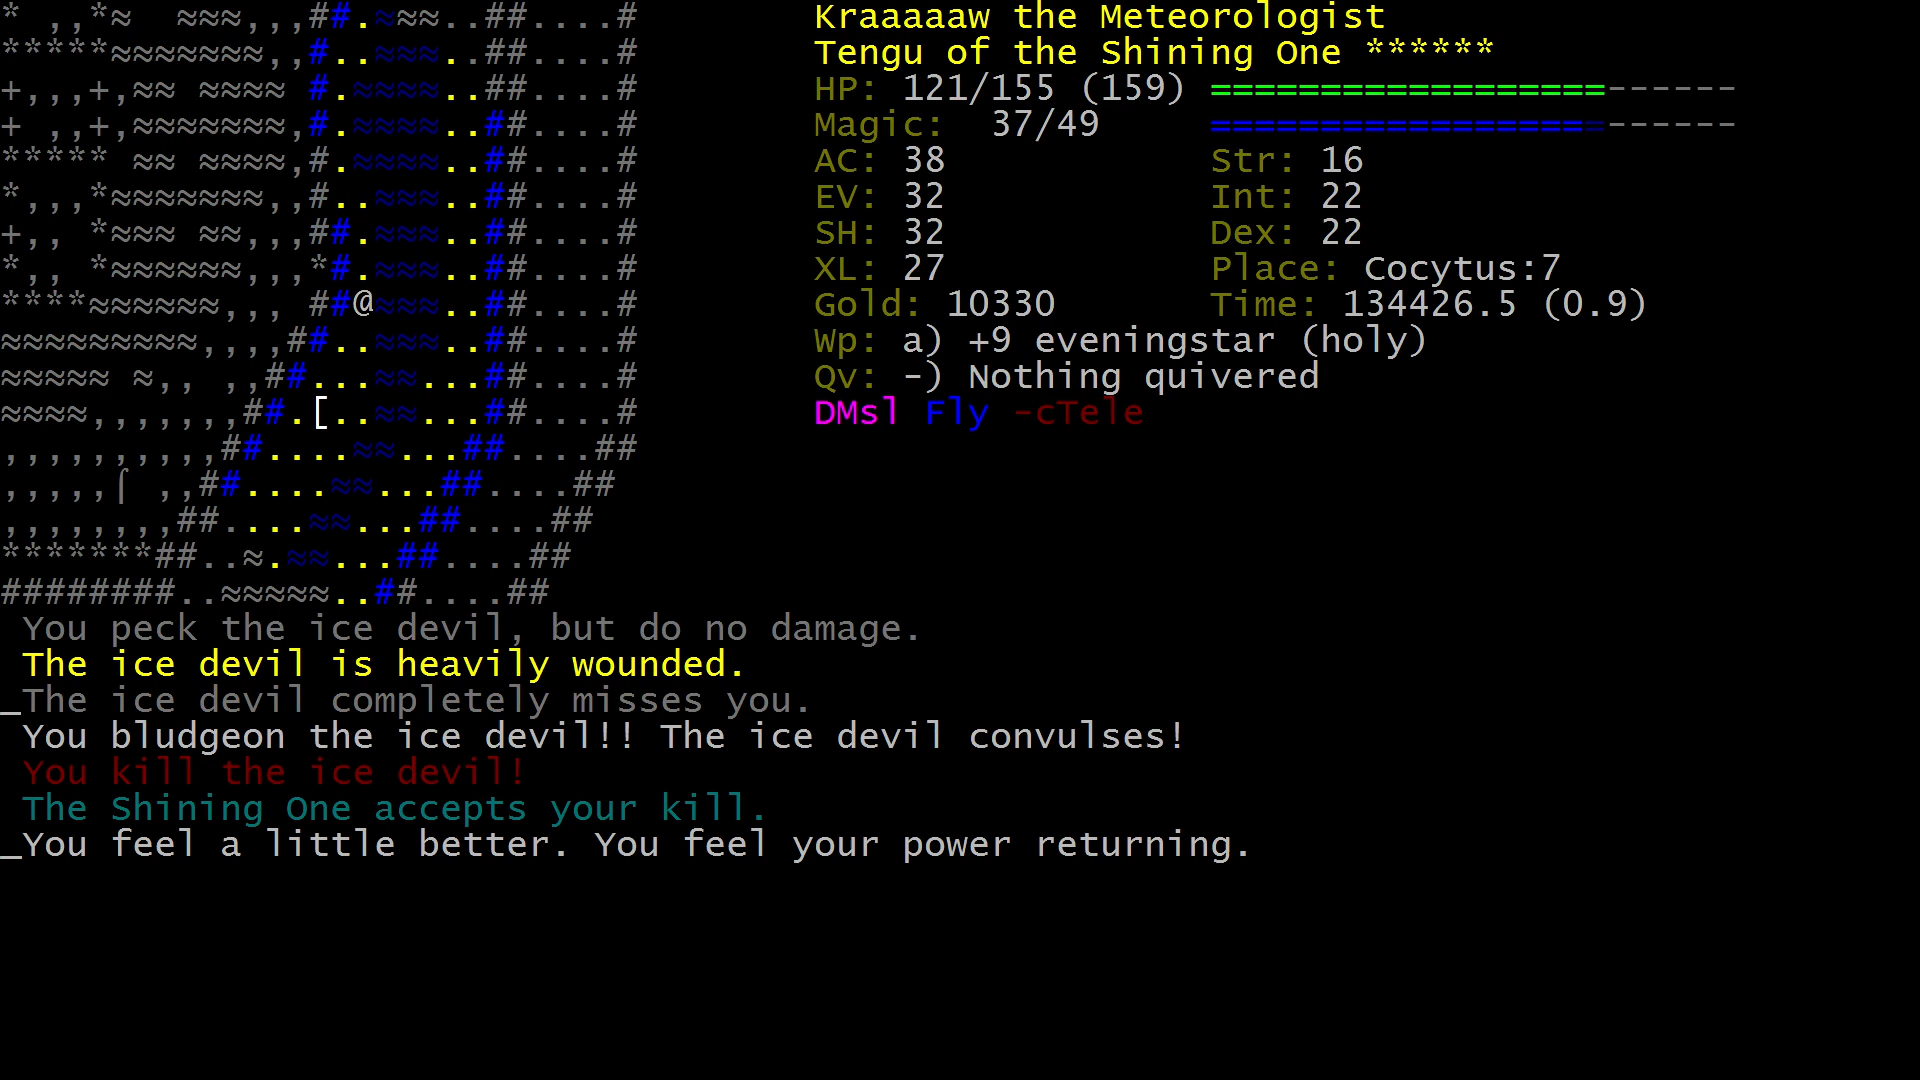 Kraaaaaw the Meteorologist
Tengu of the Shining One ******
HP: 121/155 (159) ==================------
Magic: 37/49 ==================------
AC: 38 Str: 16
EV: 32 Int: 22
SH: 32 Dex: 22
XL: 27 Place: Cocytus:7
Gold: 10330 Time: 134426.5 (0.9)
Wp: a) +9 eveningstar (holy)
Qv: -) Nothing quivered
DMsl Fly -cTele
You peck the ice devil, but do no damage.
The ice devil is heavily wounded.
_The ice devil completely misses you.
You bludgeon the ice devil!! The ice devil convulses!
You kill the ice devil!
The Shining One accepts your kill.
_You feel a little better. You feel your power returning.